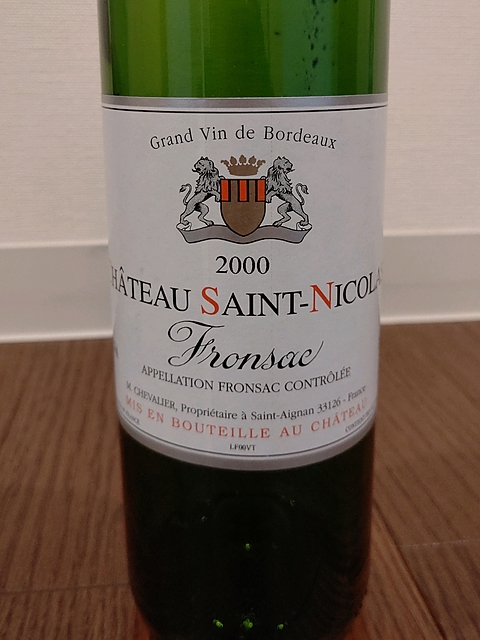 Grand Vin de Bordeaux
2000
HÂTEAU SAINT-NICOLA
Fronsac
APPELLATION FRONSAC CONTRÔLÉE
M. CHEVALIER, Propriétaire à Saint-Aignan 33126 - France
MIS EN BOUTEILLE AU CHÂTEAU
LF90VT